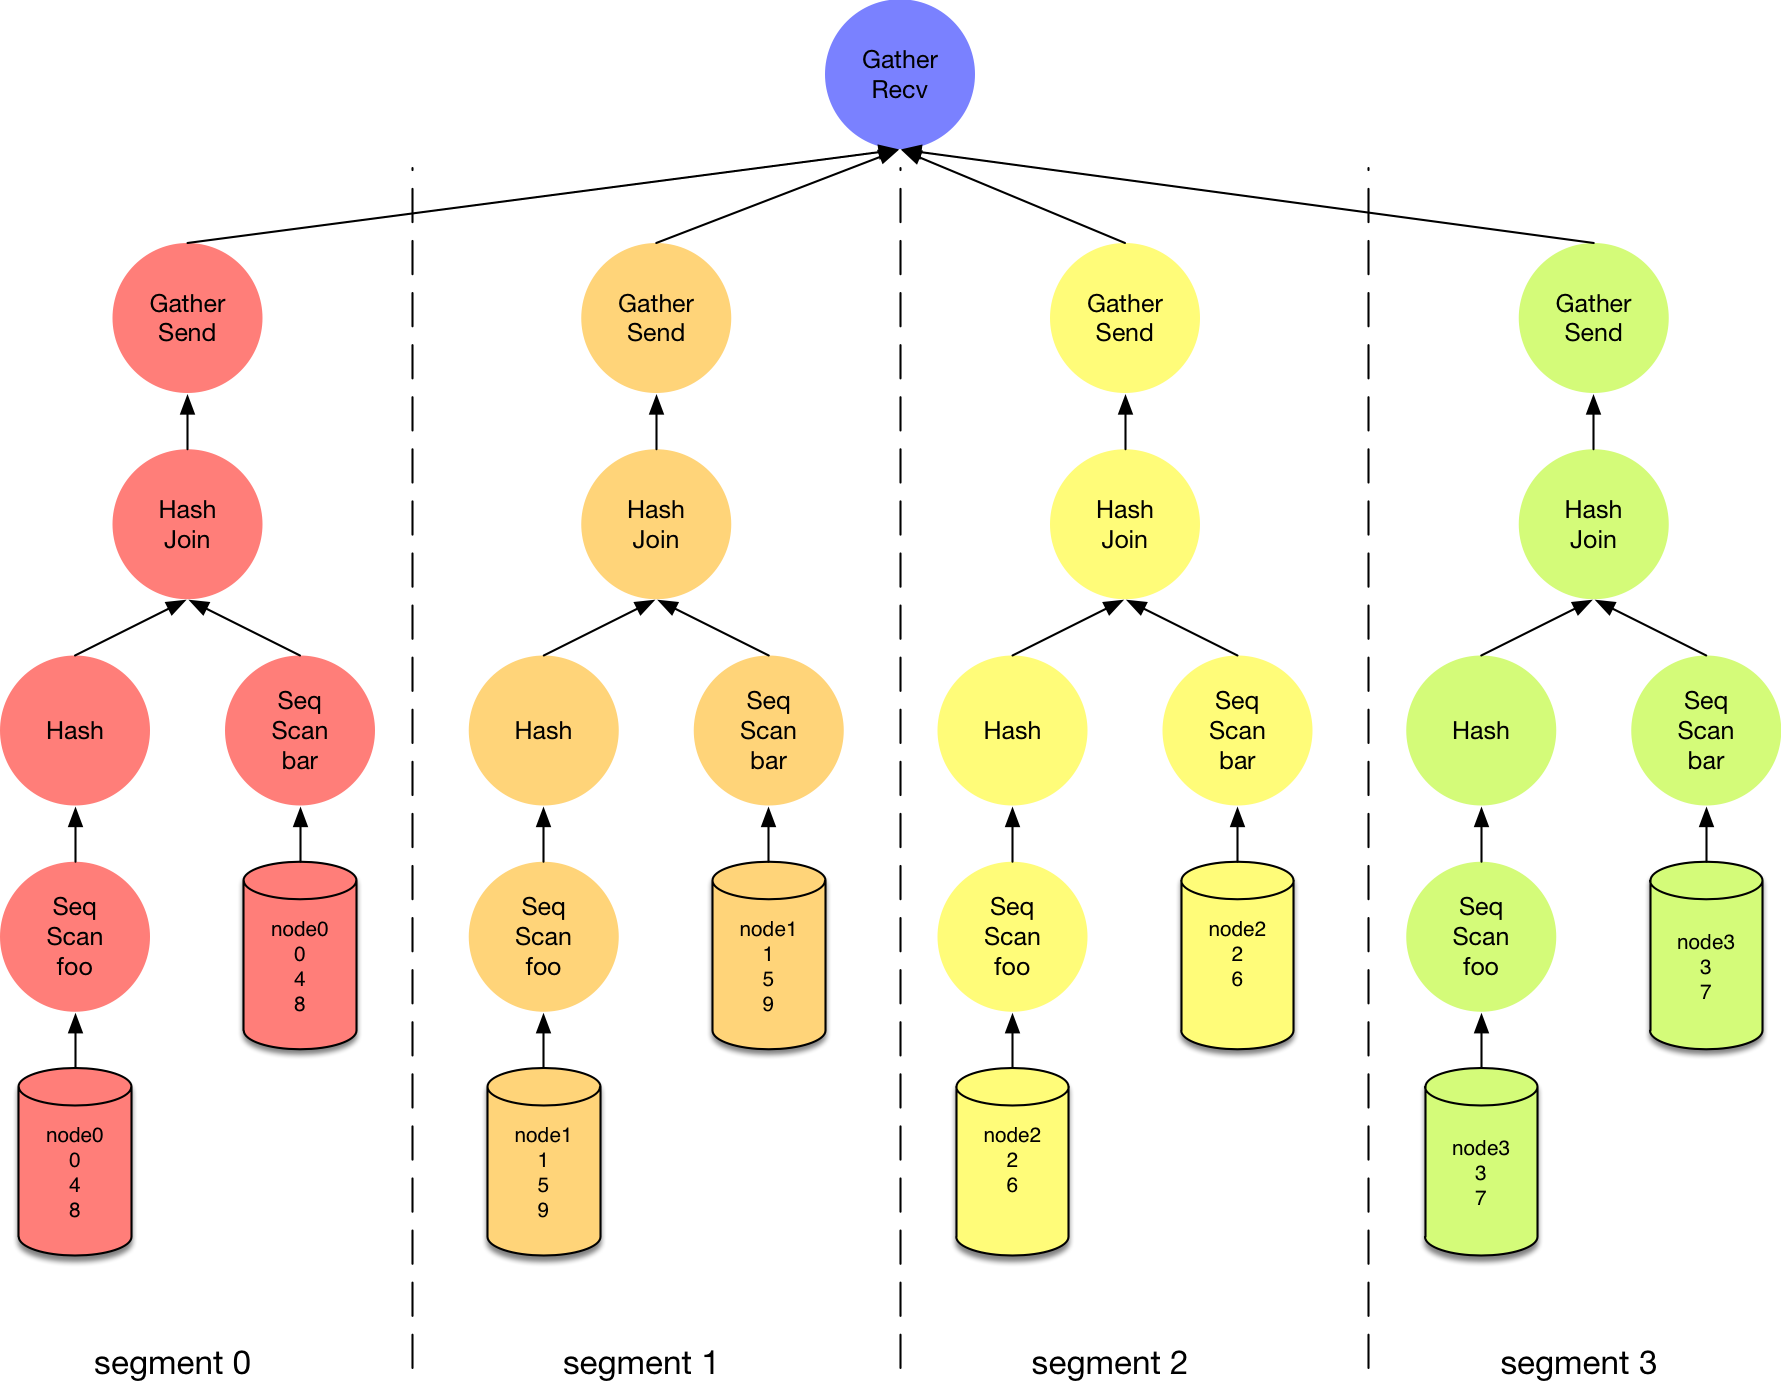 Gather
Recv
Gather
Send
Gather
Send
Gather
Send
Gather
Send
Hash
Join
Hash
Join
Hash
Join
Hash
Join
Hash
Seq
Scan
bar
Hash
Seq
Scan
bar
Hash
Seq
Scan
bar
Hash
Seq
Scan
bar
Seq
Scan
foo
node0
0
4
8
Seq
Scan
foo
node1
1
5
9
Seq
Scan
foo
node2
2
6
Seq
Scan
foo
node3
3
7
node0
0
4
8
node1
1
5
9
node2
2
6
node3
3
7
segment 0
segment 1
segment 2
segment 3